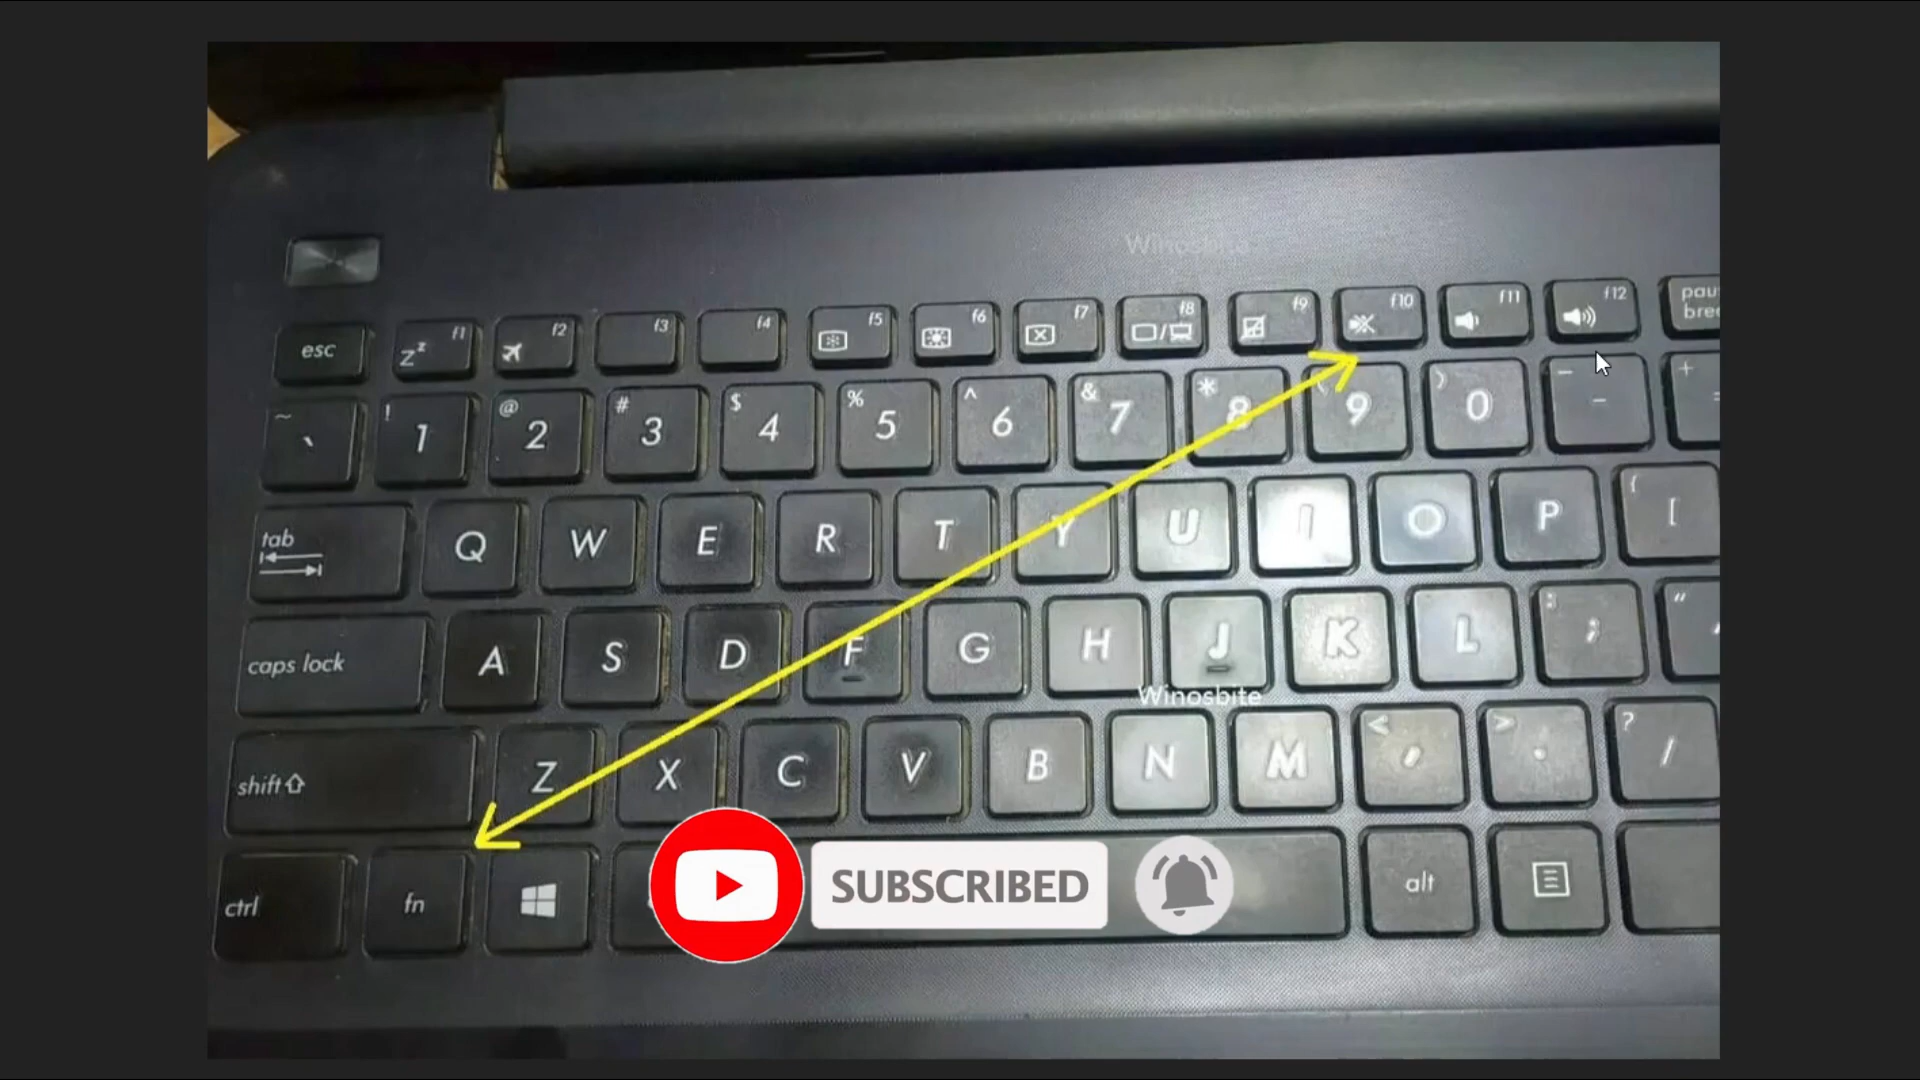 Winosbite
pau
brea
esc
f1
f2
f3
f4
f5
f6
f7
f8
f9
f10
f11
f12
zz
~ `
! 1
@ 2
# 3
$ 4
% 5
^ 6
& 7
* 8
( 9
) 0
- 
+ =
tab
Q W E R T Y U I O P { [
caps lock
A S D F G H J K L : ; "
Winosbite
shift
Z X C V B N M < , > . ? /
ctrl
fn
SUBSCRIBED
alt